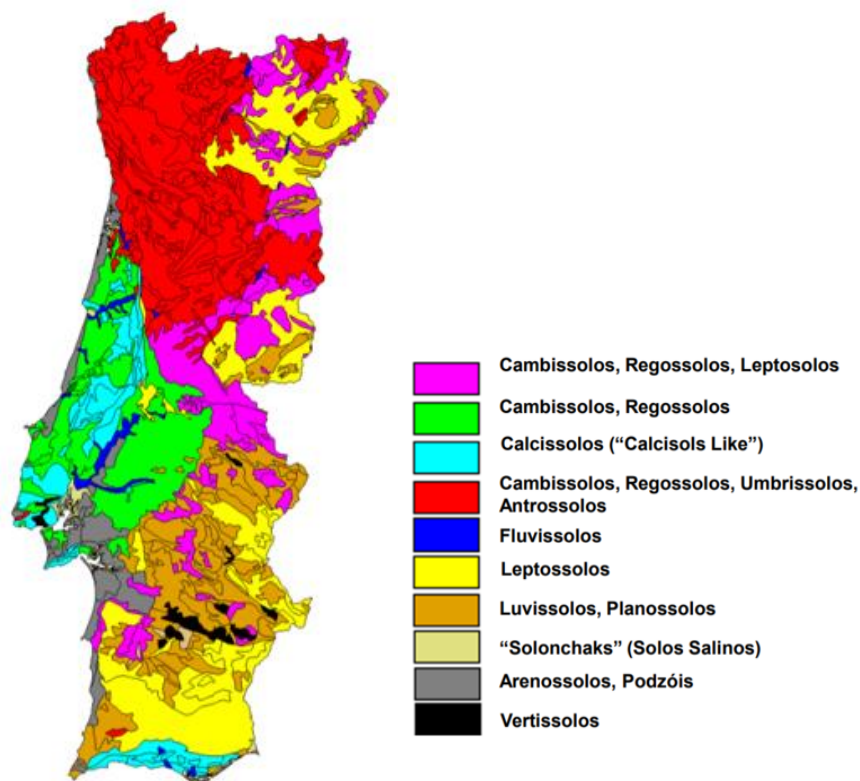 Cambissolos, Regossolos, Leptosolos
Cambissolos, Regossolos
Calcissolos (“Calcisols Like”)
Cambissolos, Regossolos, Umbrissolos,
Antrossolos
Fluvissolos
Leptossolos
Luvissolos, Planossolos
“Solonchaks” (Solos Salinos)
Arenossolos, Podzóis
Vertissolos